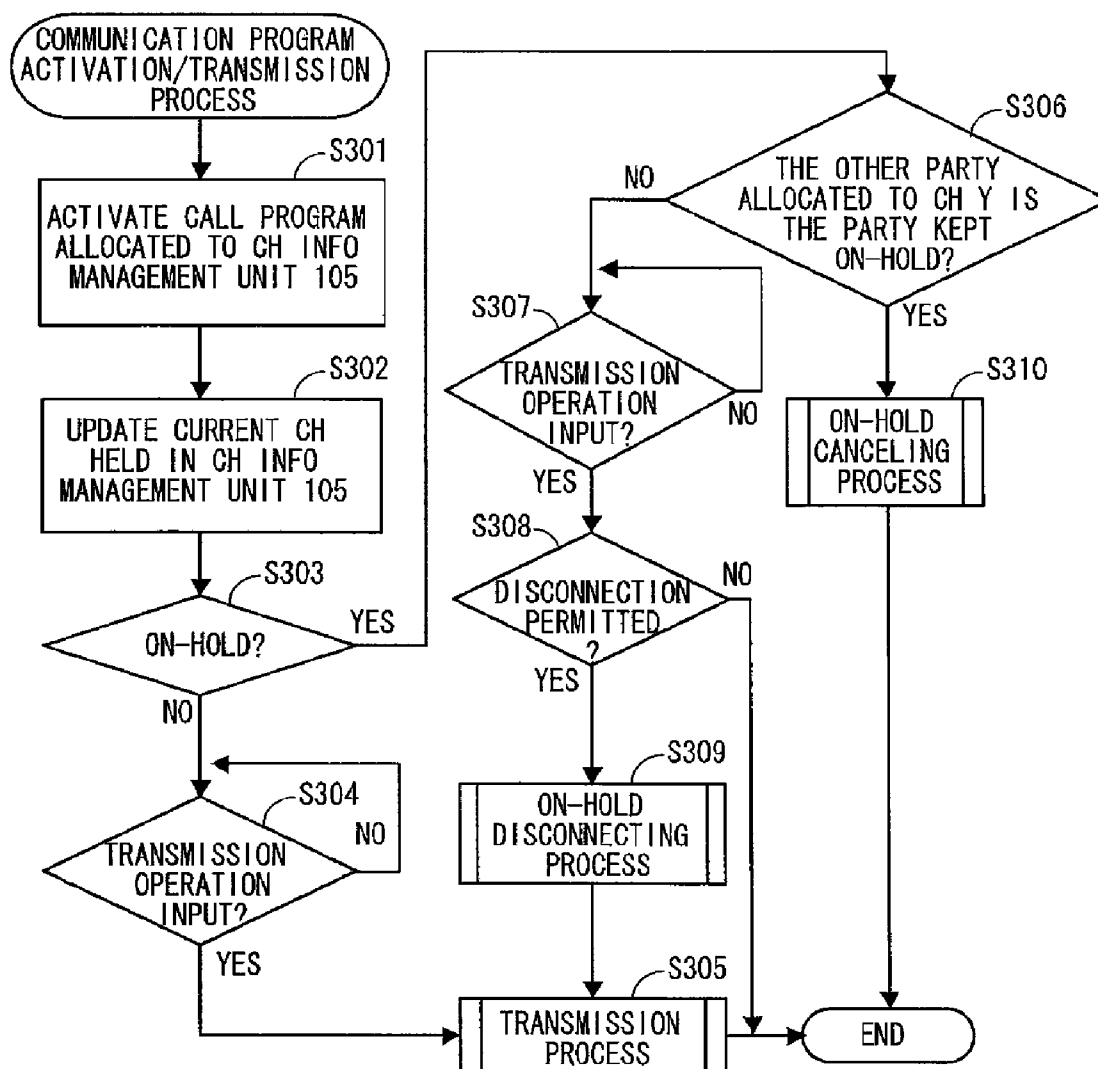 COMMUNICATION PROGRAM
ACTIVATION/TRANSMISSION
PROCESS
S301
ACTIVATE CALL PROGRAM
ALLOCATED TO CH INFO
MANAGEMENT UNIT 105
S302
UPDATE CURRENT CH
HELD IN CH INFO
MANAGEMENT UNIT 105
S303
ON-HOLD?
YES
NO
S304
TRANSMISSION
OPERATION
INPUT?
NO
YES
S306
THE OTHER PARTY
ALLOCATED TO CH Y IS
THE PARTY KEPT
ON-HOLD?
NO
YES
S307
TRANSMISSION
OPERATION
INPUT?
NO
YES
S308
DISCONNECTION
PERMITTED
?
NO
YES
S309
ON-HOLD
DISCONNECTING
PROCESS
S305
TRANSMISSION
PROCESS
S310
ON-HOLD
CANCELING
PROCESS
END